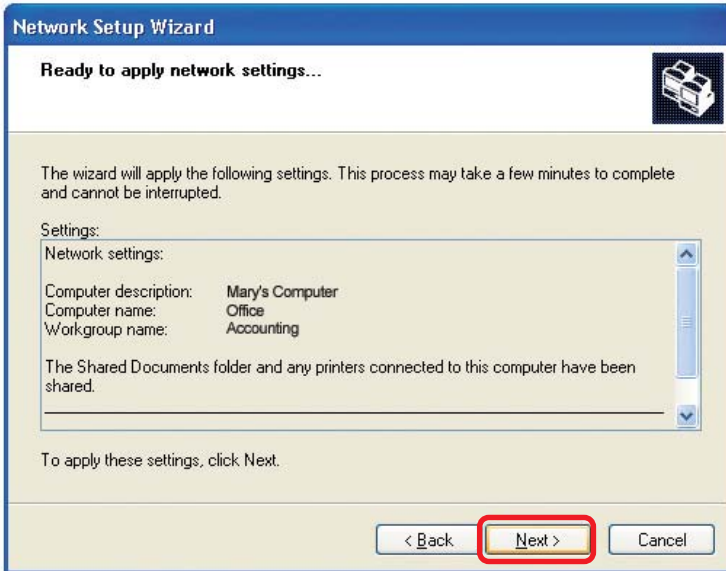 Network Setup Wizard
Ready to apply network settings...
The wizard will apply the following settings. This process may take a few minutes to complete
and cannot be interrupted.
Settings:
Network settings:
Computer description: Mary's Computer
Computer name: Office
Workgroup name: Accounting
The Shared Documents folder and any printers connected to this computer have been
shared.
To apply these settings, click Next.
< Back Next > Cancel